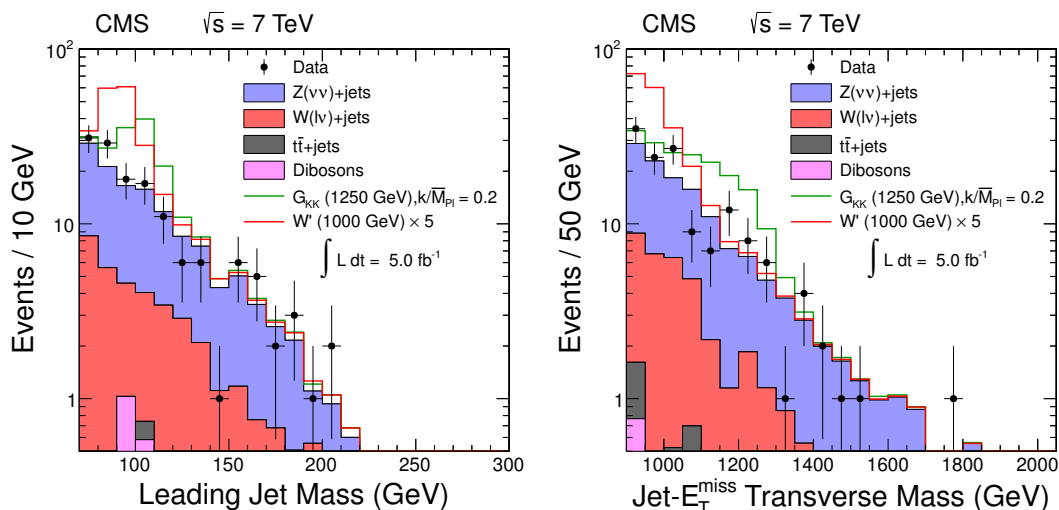 CMS √s = 7 TeV
10²
10
1
Events / 10 GeV
Data
Z(νν)+jets
W(lν)+jets
tt̄+jets
Dibosons
G_KK (1250 GeV),k/M̄_Pl = 0.2
W' (1000 GeV) × 5
∫ L dt = 5.0 fb⁻¹
100 150 200 250 300
Leading Jet Mass (GeV)
CMS √s = 7 TeV
10²
10
1
Events / 50 GeV
Data
Z(νν)+jets
W(lν)+jets
tt̄+jets
Dibosons
G_KK (1250 GeV),k/M̄_Pl = 0.2
W' (1000 GeV) × 5
∫ L dt = 5.0 fb⁻¹
1000 1200 1400 1600 1800 2000
Jet-E_T^miss Transverse Mass (GeV)